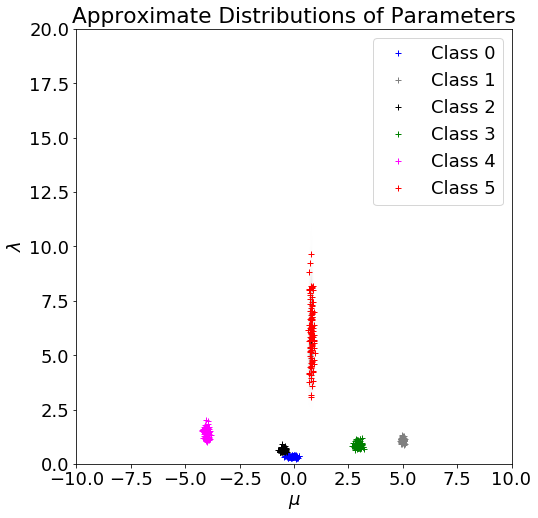 Approximate Distributions of Parameters
20.0
17.5
15.0
12.5
10.0
7.5
5.0
2.5
0.0
λ
−10.0 −7.5 −5.0 −2.5 0.0 2.5 5.0 7.5 10.0
μ
Class 0
Class 1
Class 2
Class 3
Class 4
Class 5